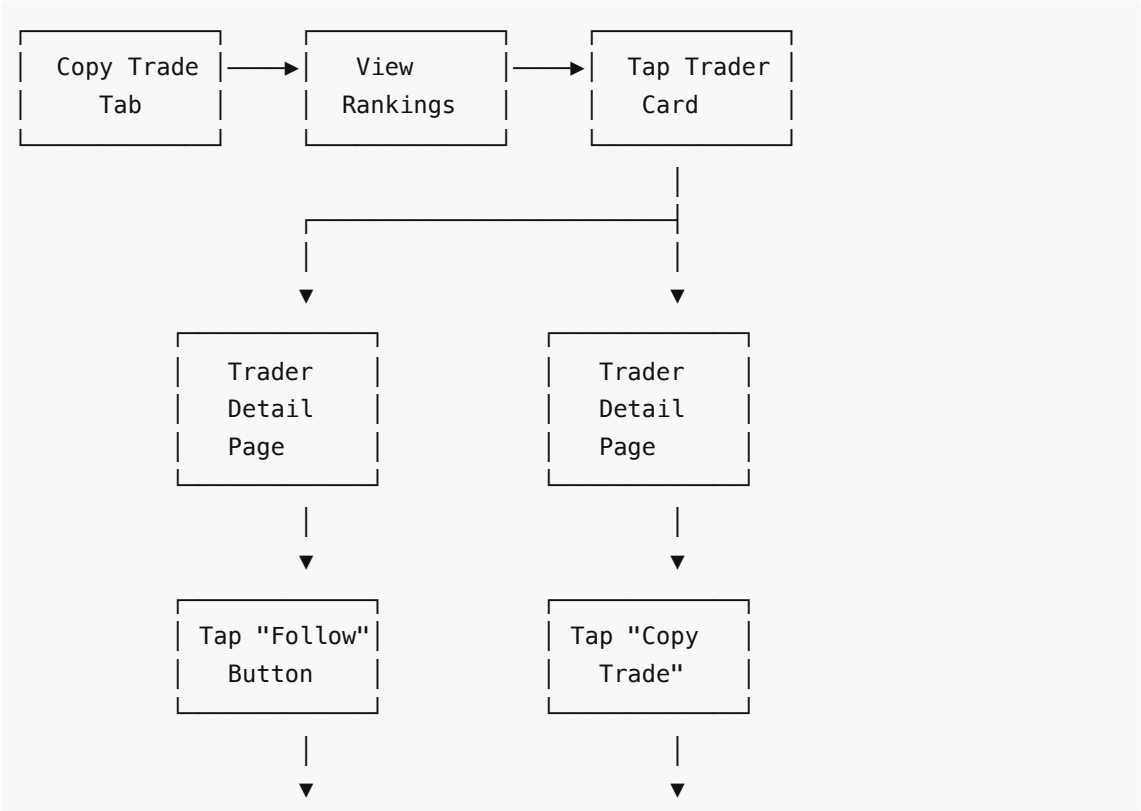 Copy Trade
Tab
View
Rankings
Tap Trader
Card
Trader
Detail
Page
Trader
Detail
Page
Tap "Follow"
Button
Tap "Copy
Trade"